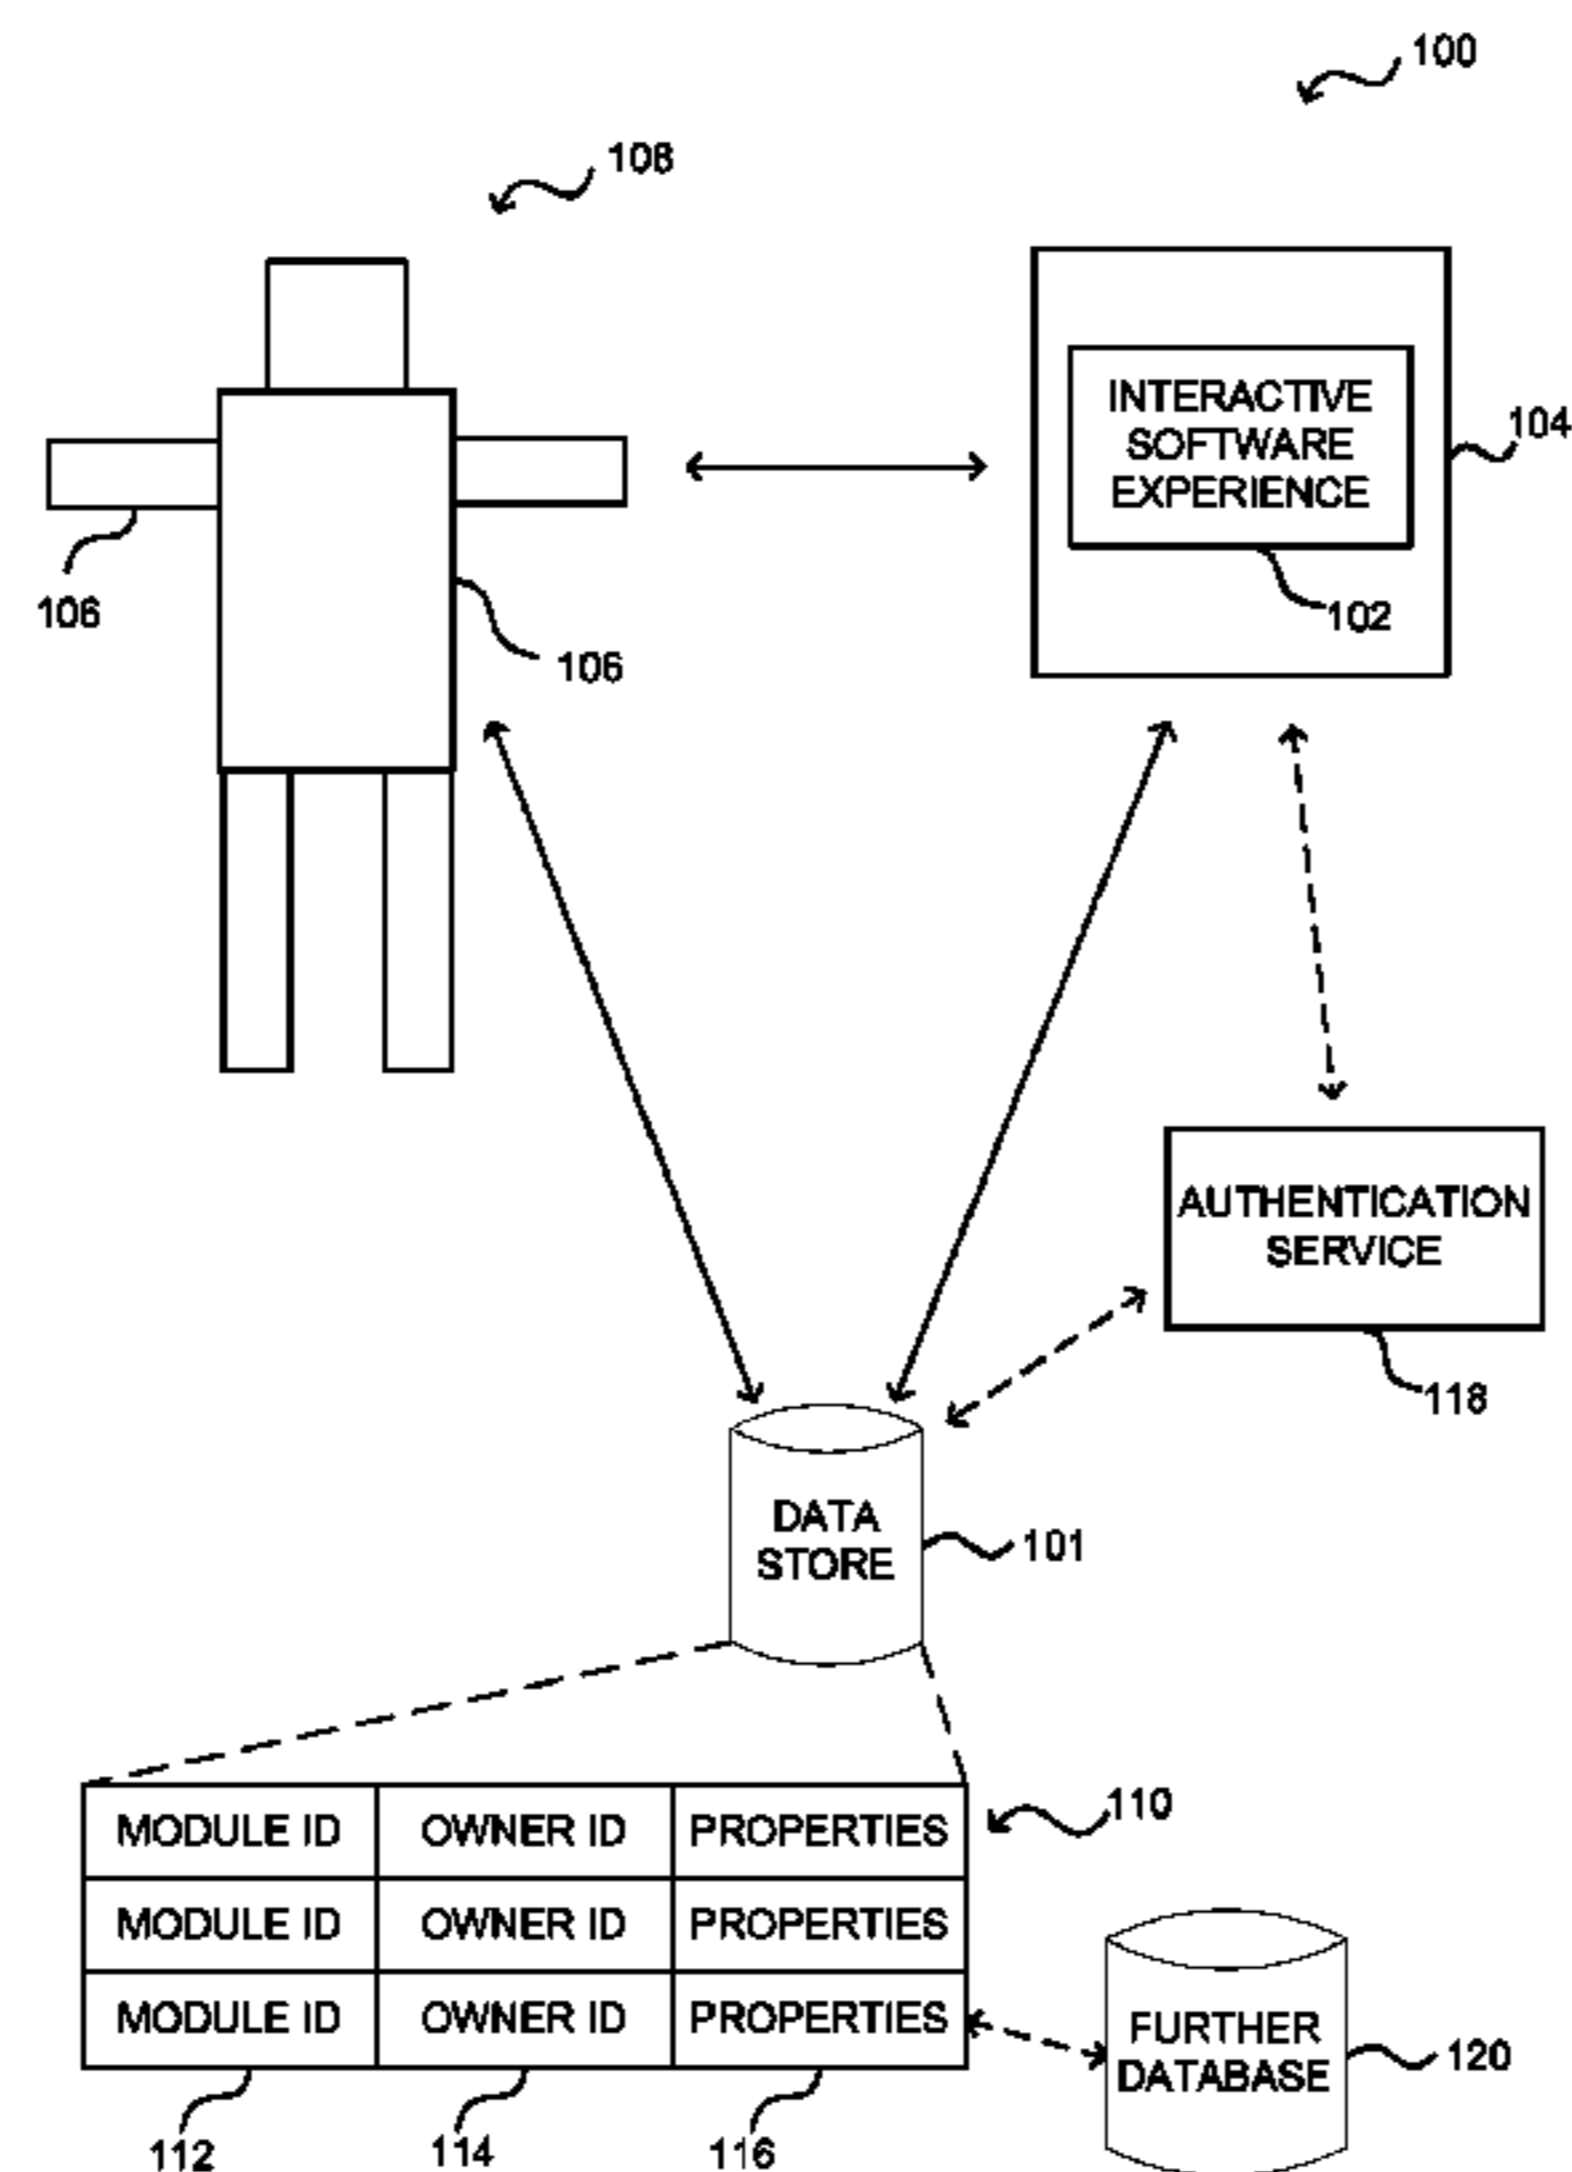 100
108
INTERACTIVE
SOFTWARE
EXPERIENCE
104
102
106
106
AUTHENTICATION
SERVICE
118
DATA
STORE
101
MODULE ID OWNER ID PROPERTIES
110
MODULE ID OWNER ID PROPERTIES
MODULE ID OWNER ID PROPERTIES
FURTHER
DATABASE
120
112 114 116